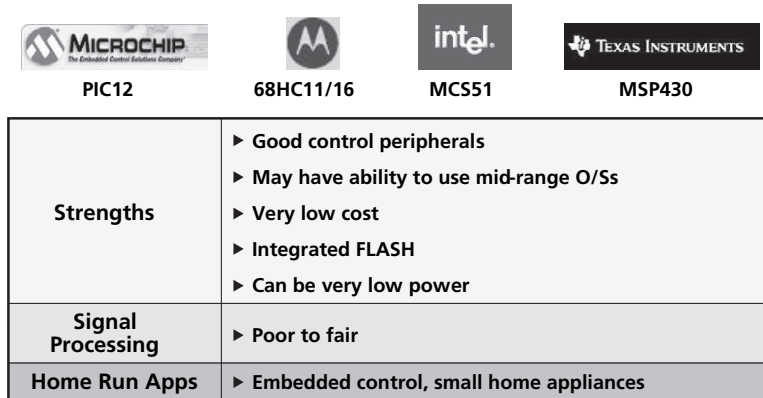 MICROCHIP
The Embedded Control Solutions Company®
intel.
TEXAS INSTRUMENTS
PIC12
68HC11/16
MCS51
MSP430
Strengths
▶ Good control peripherals
▶ May have ability to use mid-range O/Ss
▶ Very low cost
▶ Integrated FLASH
▶ Can be very low power
Signal
Processing
▶ Poor to fair
Home Run Apps
▶ Embedded control, small home appliances